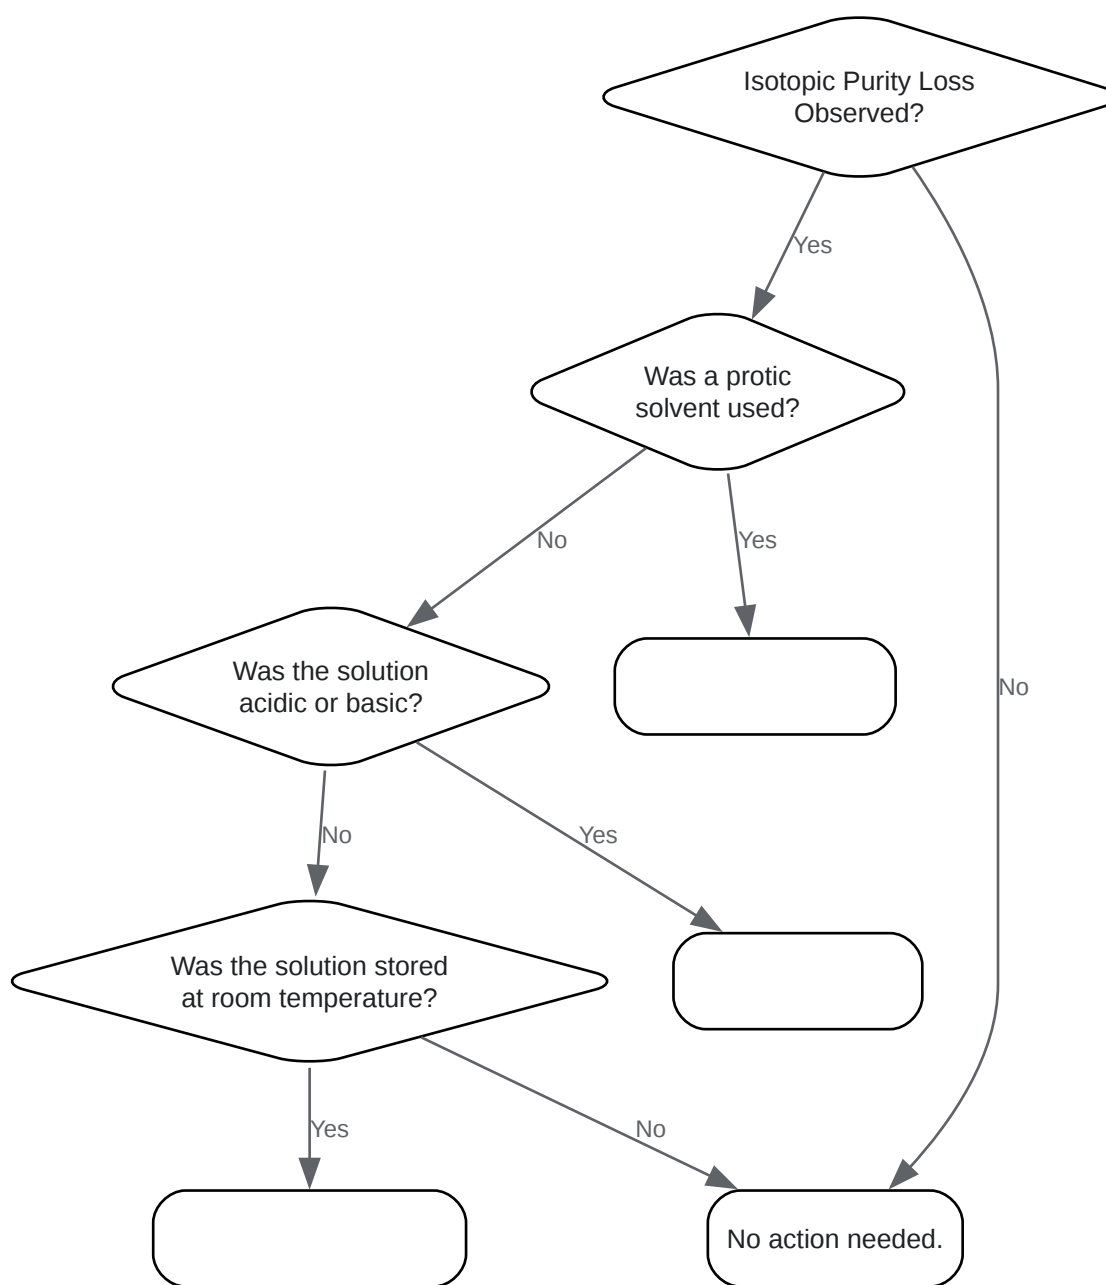 Isotopic Purity Loss
Observed?
Yes
Was a protic
solvent used?
No
Yes
Was the solution
acidic or basic?
No
No
Yes
Was the solution stored
at room temperature?
Yes
No
No action needed.